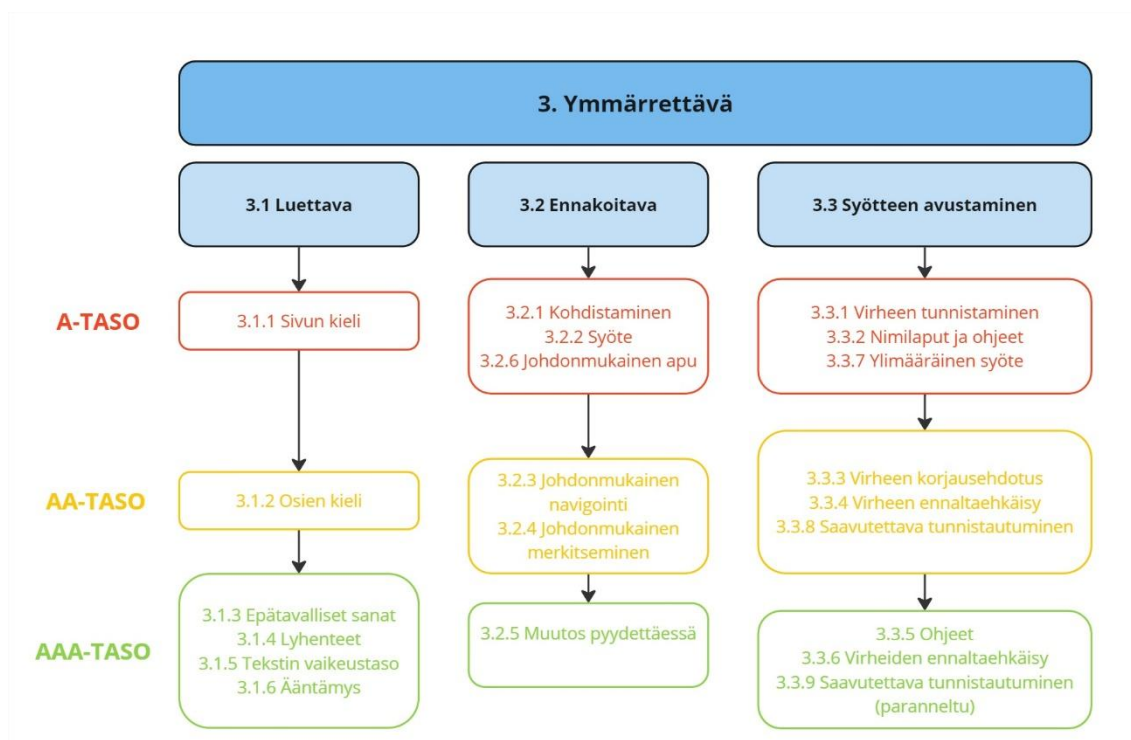 3. Ymmärrettävä
3.1 Luettava
3.2 Ennakoitava
3.3 Syötteen avustaminen
A-TASO
3.1.1 Sivun kieli
3.2.1 Kohdistaminen
3.2.2 Syöte
3.2.6 Johdonmukainen apu
3.3.1 Virheen tunnistaminen
3.3.2 Nimilaput ja ohjeet
3.3.7 Ylimääräinen syöte
AA-TASO
3.1.2 Osien kieli
3.2.3 Johdonmukainen
navigointi
3.2.4 Johdonmukainen
merkitseminen
3.3.3 Virheen korjausehdotus
3.3.4 Virheen ennaltaehkäisy
3.3.8 Saavutettava tunnistautuminen
AAA-TASO
3.1.3 Epätavalliset sanat
3.1.4 Lyhenteet
3.1.5 Tekstin vaikeustaso
3.1.6 Ääntämys
3.2.5 Muutos pyydettäessä
3.3.5 Ohjeet
3.3.6 Virheiden ennaltaehkäisy
3.3.9 Saavutettava tunnistautuminen
(paranneltu)